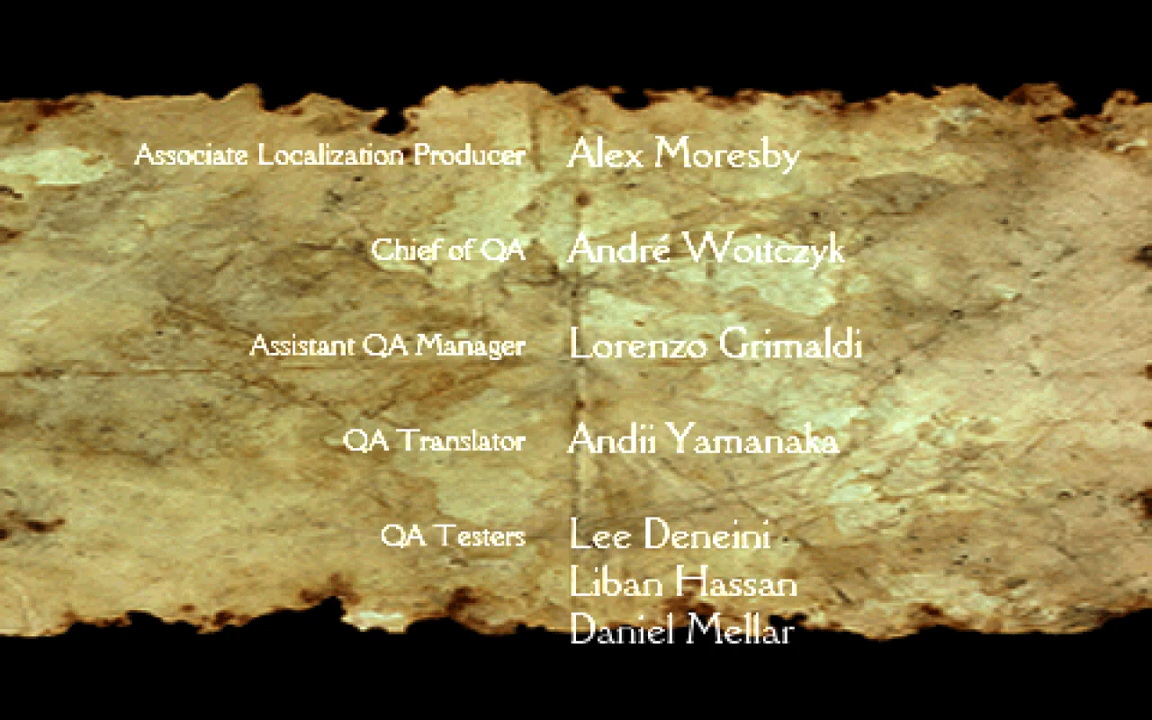 Associate Localization Producer Alex Moresby
Chief of QA André Woitczyk
Assistant QA Manager Lorenzo Grimaldi
QA Translator Andii Yamanaka
QA Testers Lee Deneini
Liban Hassan
Daniel Mellar